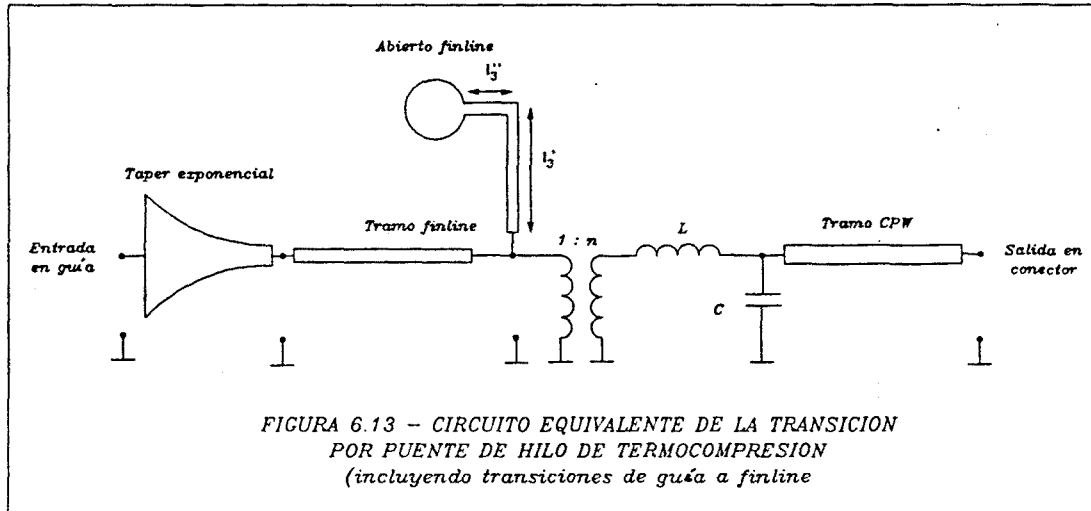 Abierto finline
l₃''
l₃'
Taper exponencial
Tramo finline
1 : n
L
Tramo CPW
Entrada
en guía
Salida en
conector
C
FIGURA 6.13 - CIRCUITO EQUIVALENTE DE LA TRANSICION
POR PUENTE DE HILO DE TERMOCOMPRESION
(incluyendo transiciones de guía a finline